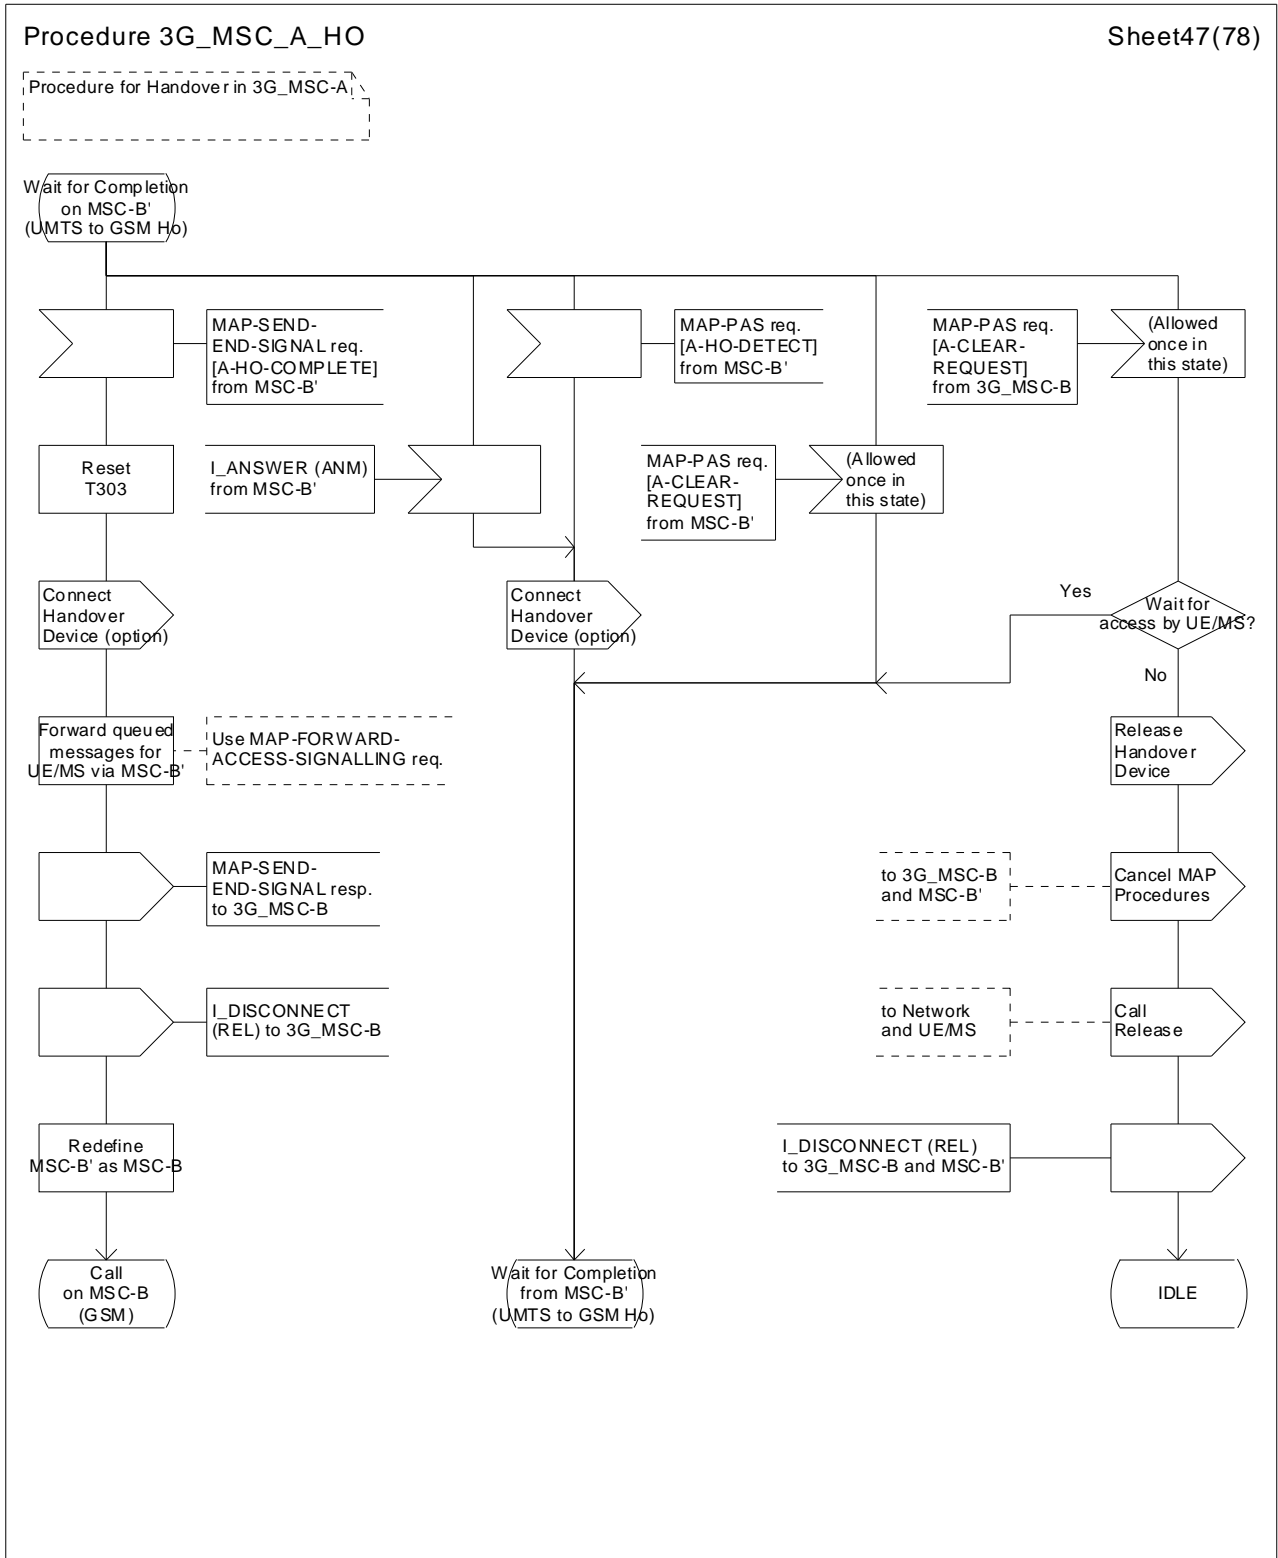 Procedure 3G_MSC_A_HO
Sheet47(78)
Procedure for Handover in 3G_MSC-A
Wait for Completion
on MSC-B'
(UMTS to GSM Ho)
MAP-SEND-
END-SIGNAL req.
[A-HO-COMPLETE]
from MSC-B'
MAP-PAS req.
[A-HO-DETECT]
from MSC-B'
MAP-PAS req.
[A-CLEAR-
REQUEST]
from 3G_MSC-B
(Allowed
once in
this state)
Reset
T303
I_ANSWER (ANM)
from MSC-B'
MAP-PAS req.
[A-CLEAR-
REQUEST]
from MSC-B'
(Allowed
once in
this state)
Connect
Handover
Device (option)
Connect
Handover
Device (option)
Yes
Wait for
access by UE/MS?
No
Forward queued
messages for
UE/MS via MSC-B'
Use MAP-FORWARD-
ACCESS-SIGNALLING req.
Release
Handover
Device
MAP-SEND-
END-SIGNAL resp.
to 3G_MSC-B
to 3G_MSC-B
and MSC-B'
Cancel MAP
Procedures
I_DISCONNECT
(REL) to 3G_MSC-B
to Network
and UE/MS
Call
Release
Redefine
MSC-B' as MSC-B
I_DISCONNECT (REL)
to 3G_MSC-B and MSC-B'
Call
on MSC-B
(GSM)
Wait for Completion
from MSC-B'
(UMTS to GSM Ho)
IDLE